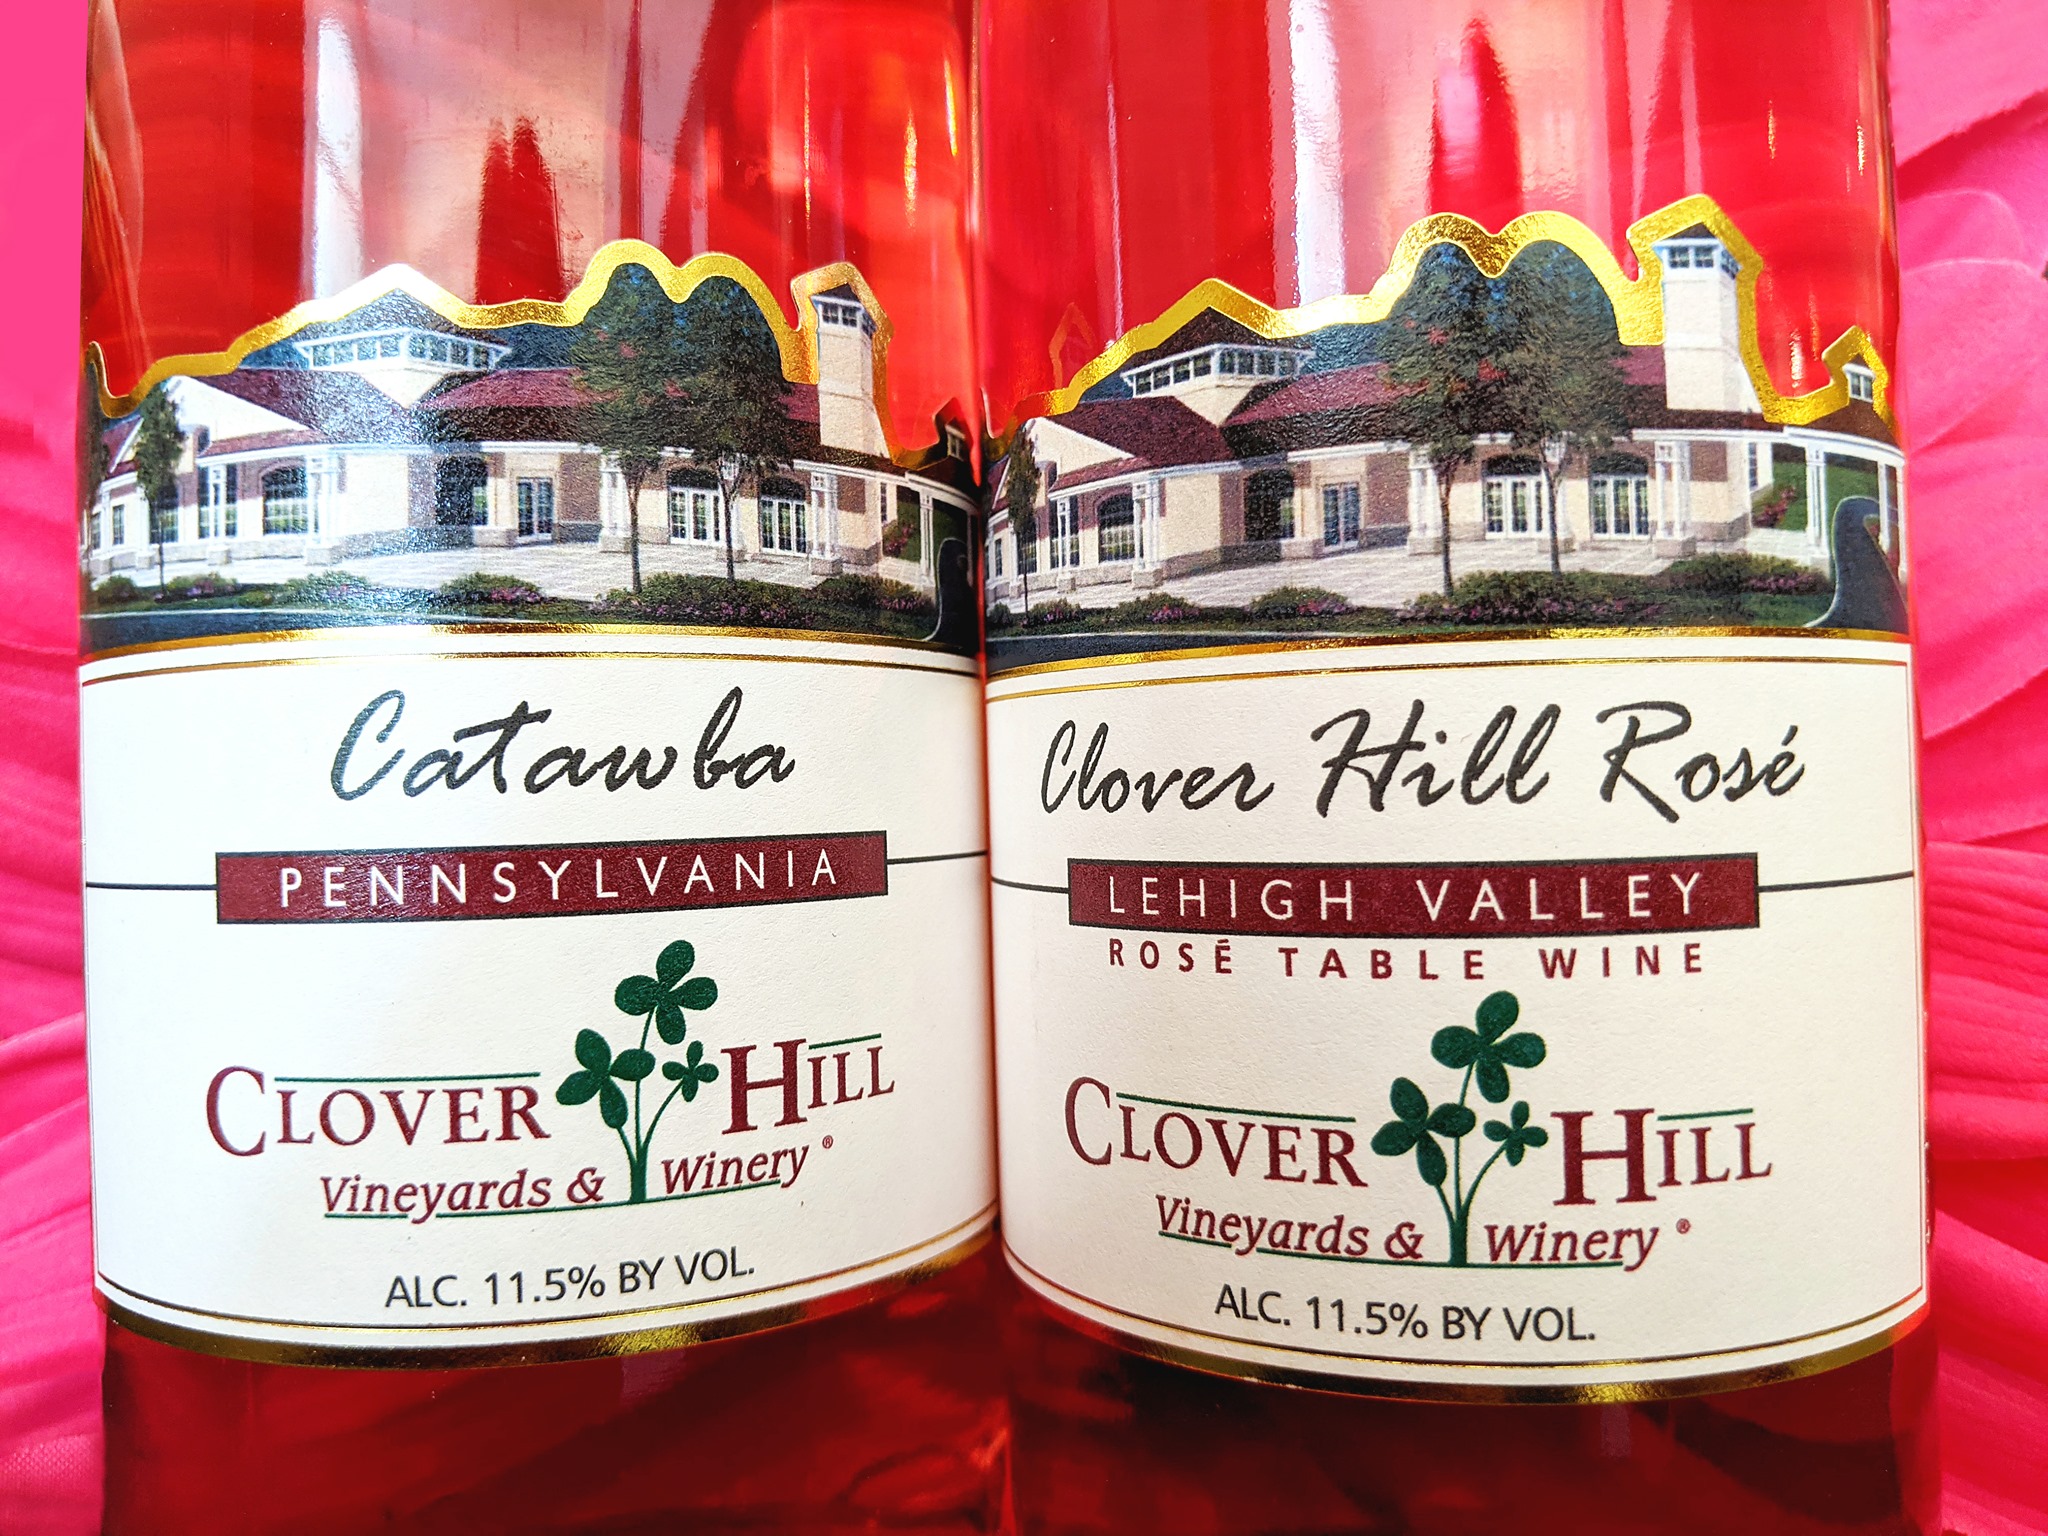 Catawba
PENNSYLVANIA
CLOVER HILL
Vineyards & Winery ®
ALC. 11.5% BY VOL.
Clover Hill Rosé
LEHIGH VALLEY
ROSÉ TABLE WINE
CLOVER HILL
Vineyards & Winery ®
ALC. 11.5% BY VOL.